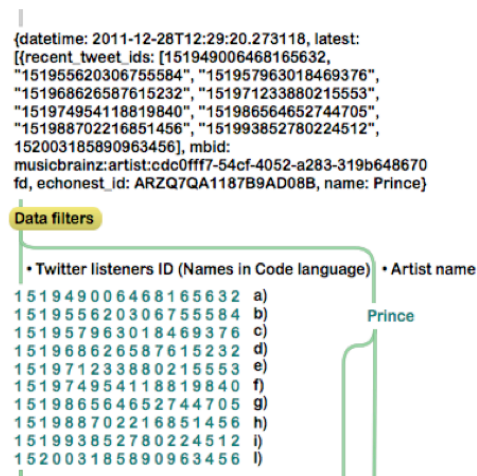 {datetime: 2011-12-28T12:29:20.273118, latest:
[{recent_tweet_ids: [151949006468165632,
"151955620306755584", "151957963018469376",
"151968626587615232", "151971233880215553",
"151974954118819840", "151986564652744705",
"151988702216851456", "151993852780224512",
152003185890963456], mbid:
musicbrainz:artist:cdc0fff7-54cf-4052-a283-319b648670
fd, echonest_id: ARZQ7QA1187B9AD08B, name: Prince}
Data filters
• Twitter listeners ID (Names in Code language)
• Artist name
151949006468165632 a)
151955620306755584 b)
Prince
151957963018469376 c)
151968626587615232 d)
151971233880215553 e)
151974954118819840 f)
151986564652744705 g)
151988702216851456 h)
151993852780224512 i)
152003185890963456 l)